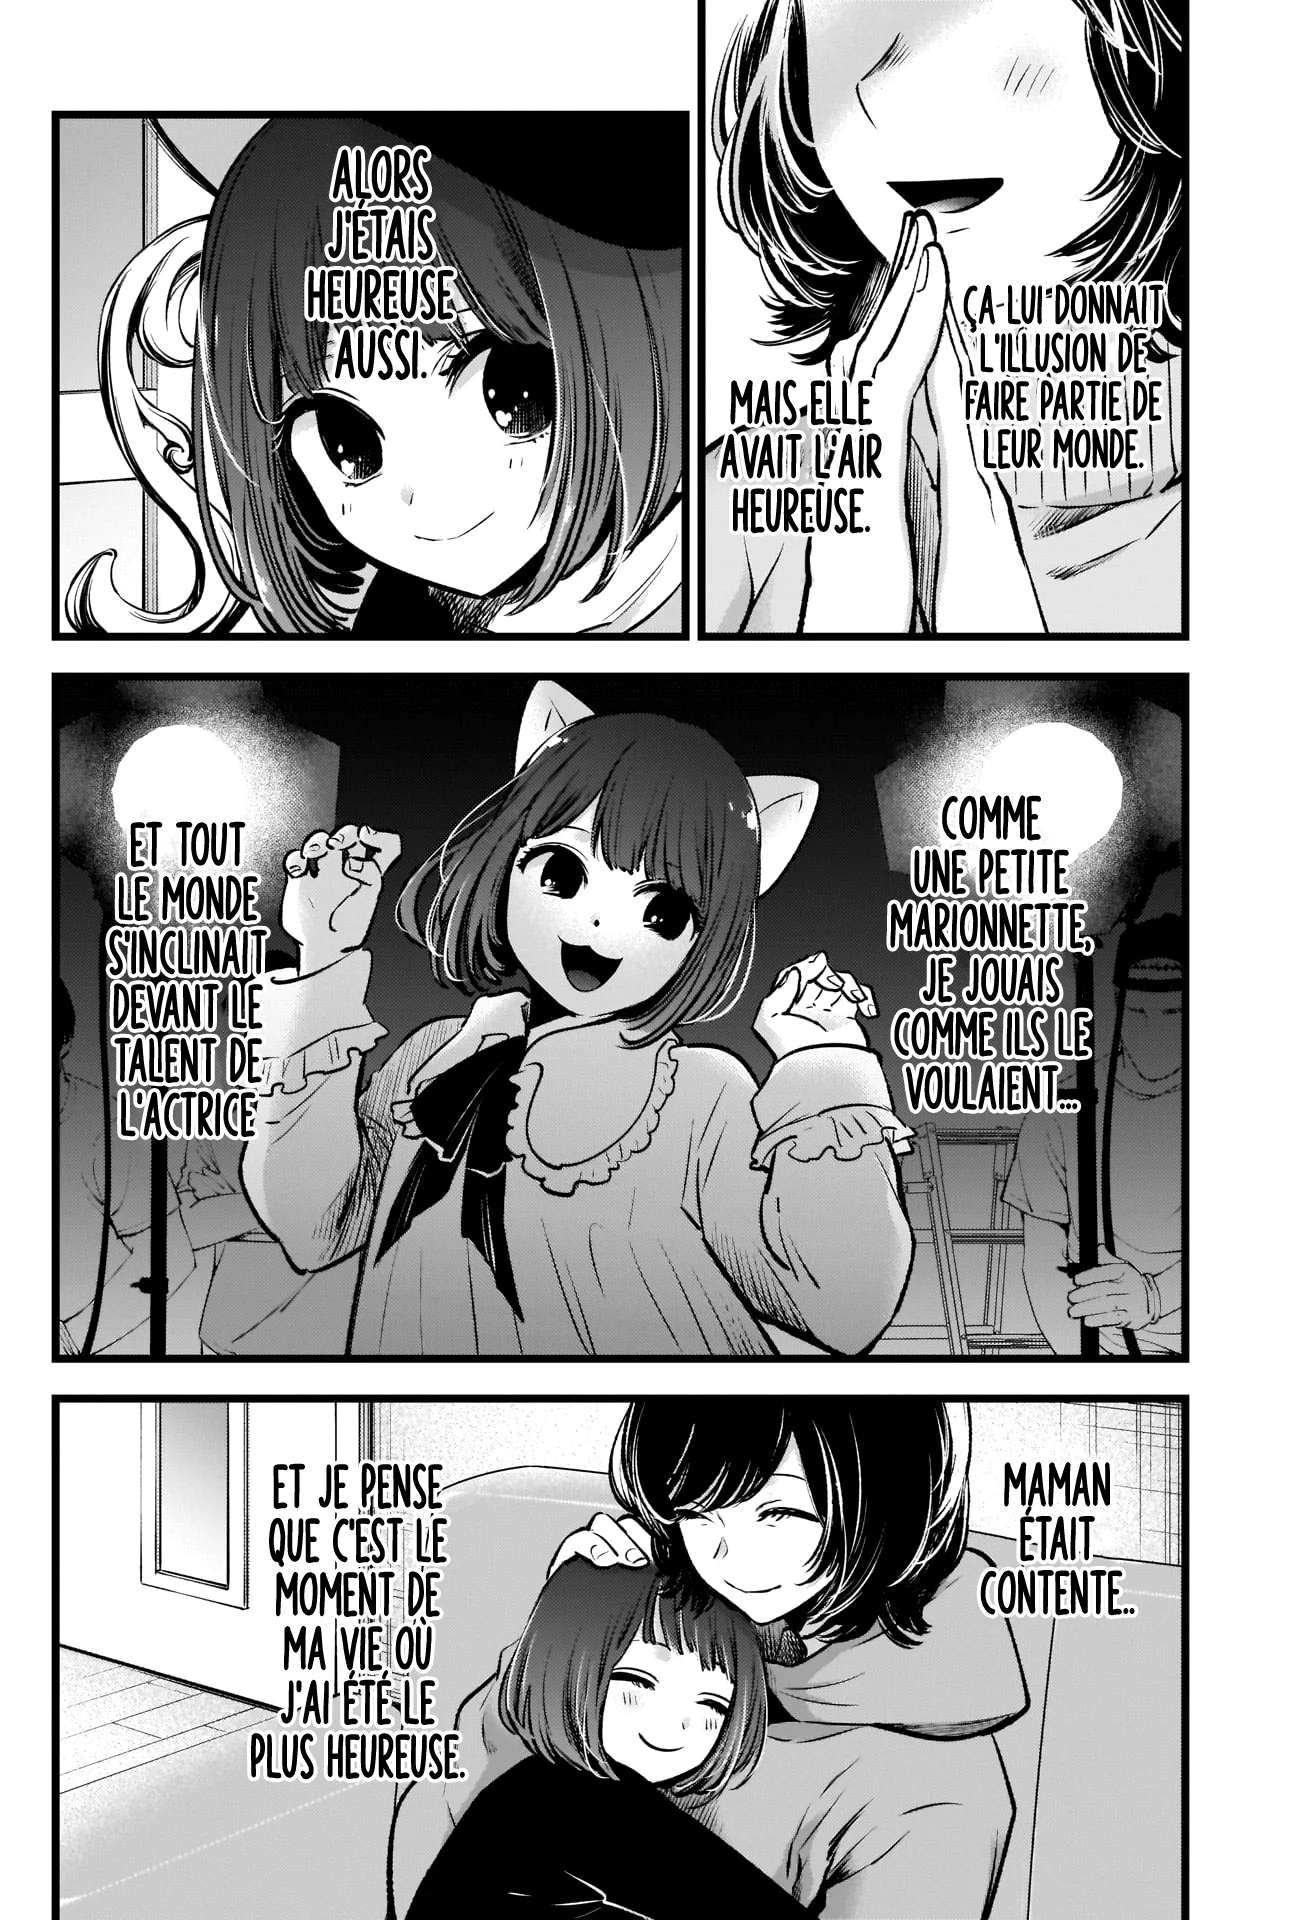 ÇA LUI DONNAIT
L'ILLUSION DE
FAIRE PARTIE DE
LEUR MONDE.
MAIS ELLE
AVAIT L'AIR
HEUREUSE.
ALORS
J'ÉTAIS
HEUREUSE
AUSSI.
COMME
UNE PETITE
MARIONNETTE,
JE JOUAIS
COMME ILS LE
VOULAIENT...
ET TOUT
LE MONDE
S'INCLINAIT
DEVANT LE
TALENT DE
L'ACTRICE
MAMAN
ÉTAIT
CONTENTE..
ET JE PENSE
QUE C'EST LE
MOMENT DE
MA VIE OÙ
J'AI ÉTÉ LE
PLUS HEUREUSE.